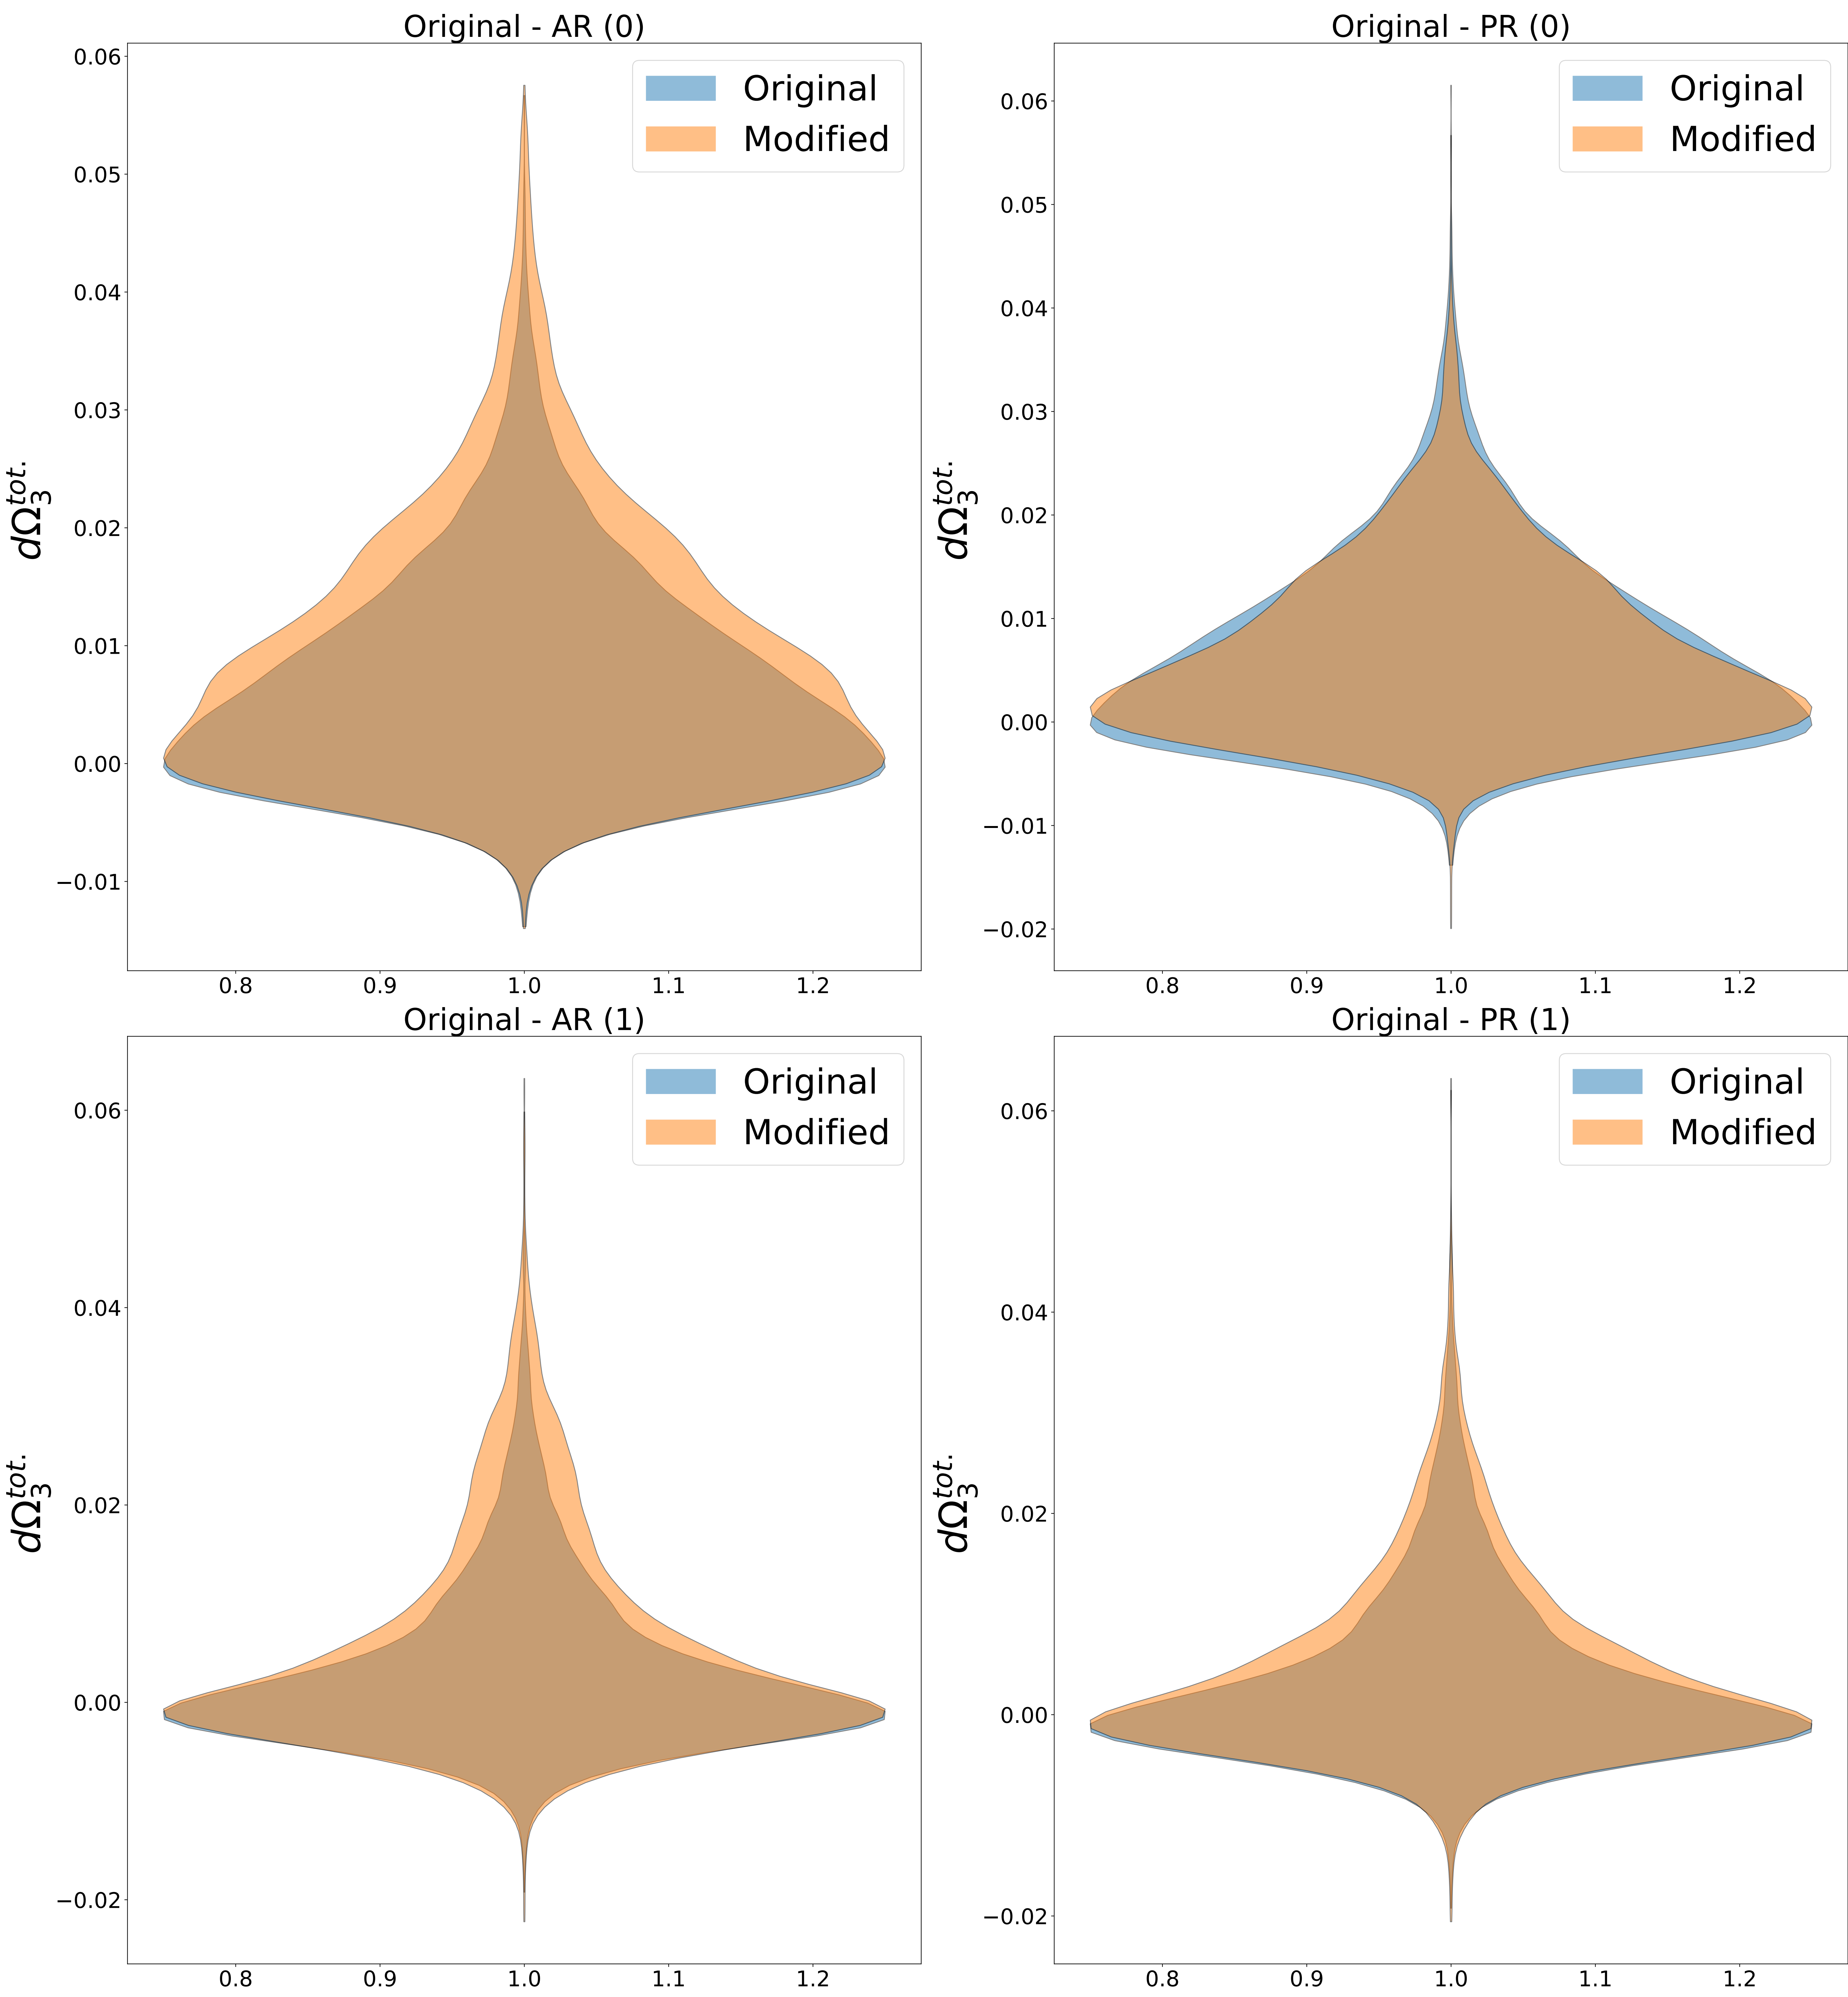 Original - AR (0)
Original
Modified
dΩ₃ᵗᵒᵗ·
0.06
0.05
0.04
0.03
0.02
0.01
0.00
−0.01
0.8 0.9 1.0 1.1 1.2
Original - PR (0)
Original
Modified
dΩ₃ᵗᵒᵗ·
0.06
0.05
0.04
0.03
0.02
0.01
0.00
−0.01
−0.02
0.8 0.9 1.0 1.1 1.2
Original - AR (1)
Original
Modified
dΩ₃ᵗᵒᵗ·
0.06
0.04
0.02
0.00
−0.02
0.8 0.9 1.0 1.1 1.2
Original - PR (1)
Original
Modified
dΩ₃ᵗᵒᵗ·
0.06
0.04
0.02
0.00
−0.02
0.8 0.9 1.0 1.1 1.2